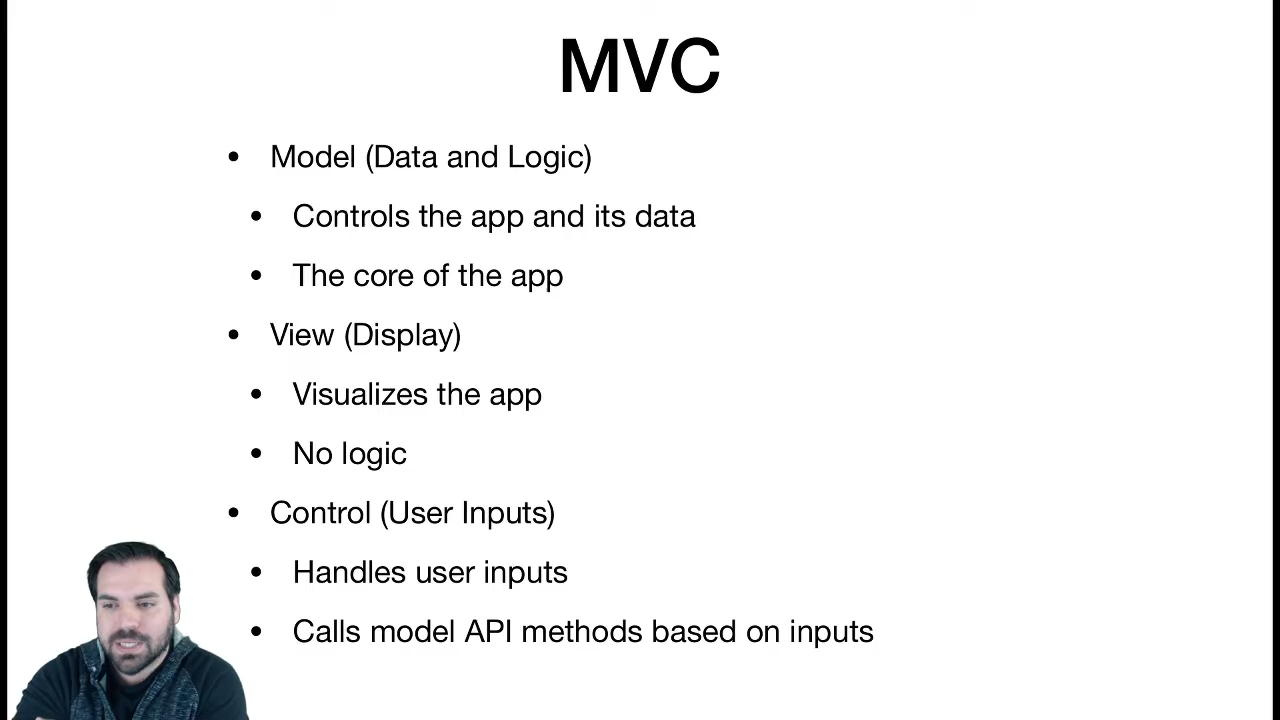 MVC
• Model (Data and Logic)
• Controls the app and its data
• The core of the app
• View (Display)
• Visualizes the app
• No logic
• Control (User Inputs)
• Handles user inputs
• Calls model API methods based on inputs